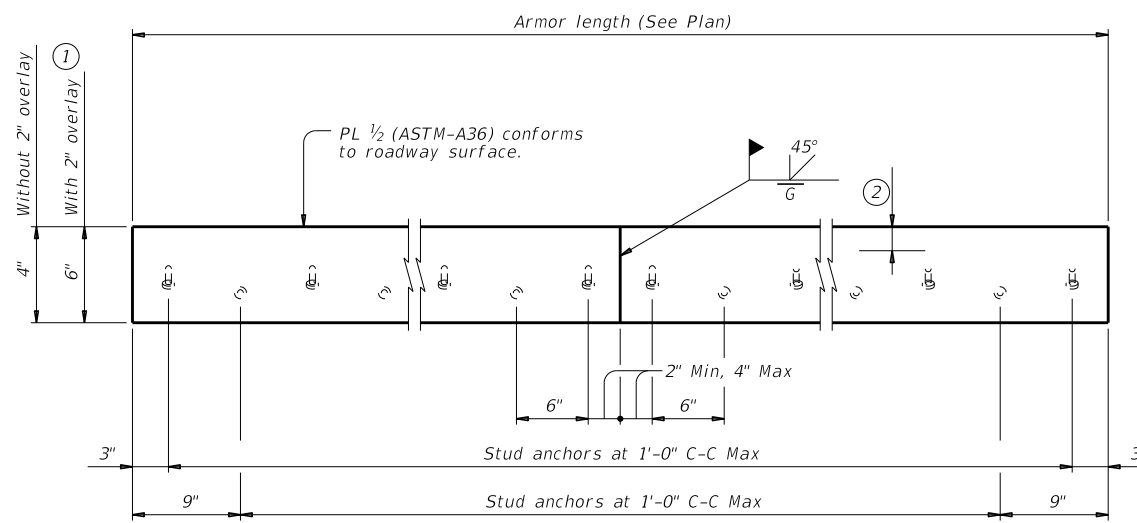 Armor length (See Plan)
Without 2" overlay
1
With 2" overlay
PL ½ (ASTM-A36) conforms
to roadway surface.
45°
G
2
4"
6"
2" Min, 4" Max
6"
6"
3"
Stud anchors at 1'-0" C-C Max
3
9"
Stud anchors at 1'-0" C-C Max
9"